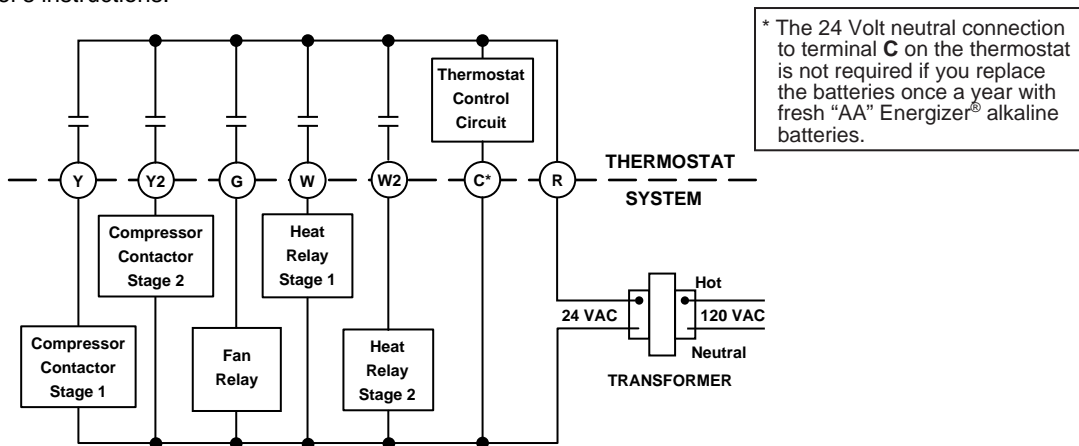 * The 24 Volt neutral connection
to terminal C on the thermostat
is not required if you replace
the batteries once a year with
fresh “AA” Energizer® alkaline
batteries.
Thermostat
Control
Circuit
THERMOSTAT
Y
Y2
G
W
W2
C*
R
SYSTEM
Compressor
Contactor
Stage 2
Heat
Relay
Stage 1
Hot
24 VAC
120 VAC
Neutral
TRANSFORMER
Compressor
Contactor
Stage 1
Fan
Relay
Heat
Relay
Stage 2